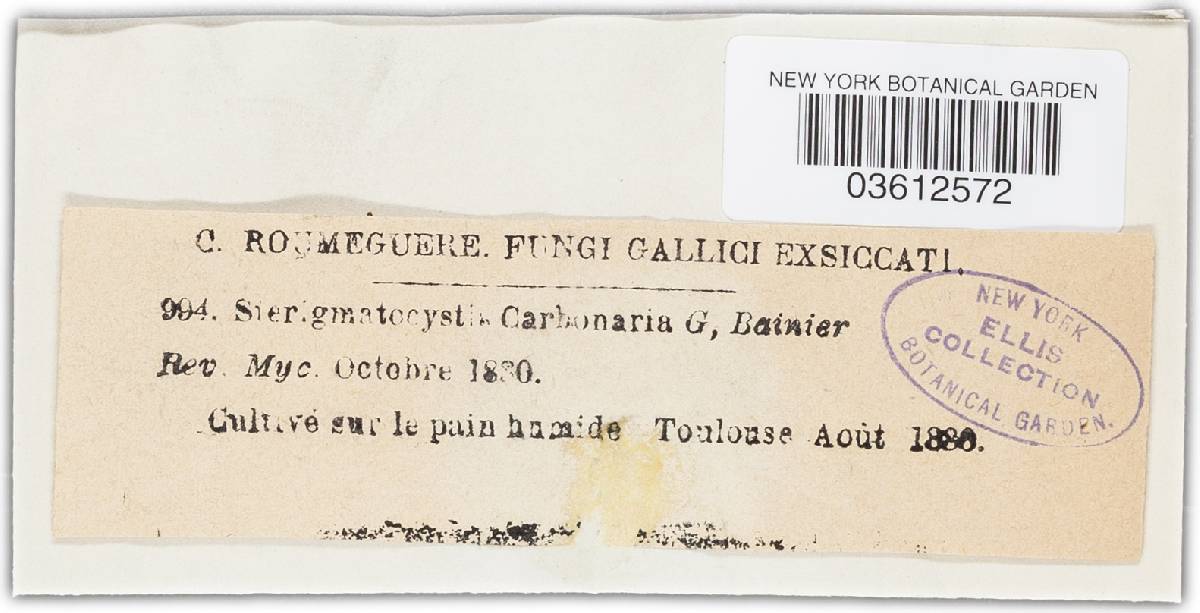 NEW YORK BOTANICAL GARDEN
03612572
C. ROUMEGUERE. FUNGI GALLICI EXSICCATI.
994. Sterigmatocystis Carbonaria G, Bainier
Rev. Myc. Octobre 1880.
Cultivé sur le pain humide Toulouse Août 1880.
NEW YORK
ELLIS
COLLECTION
BOTANICAL GARDEN.